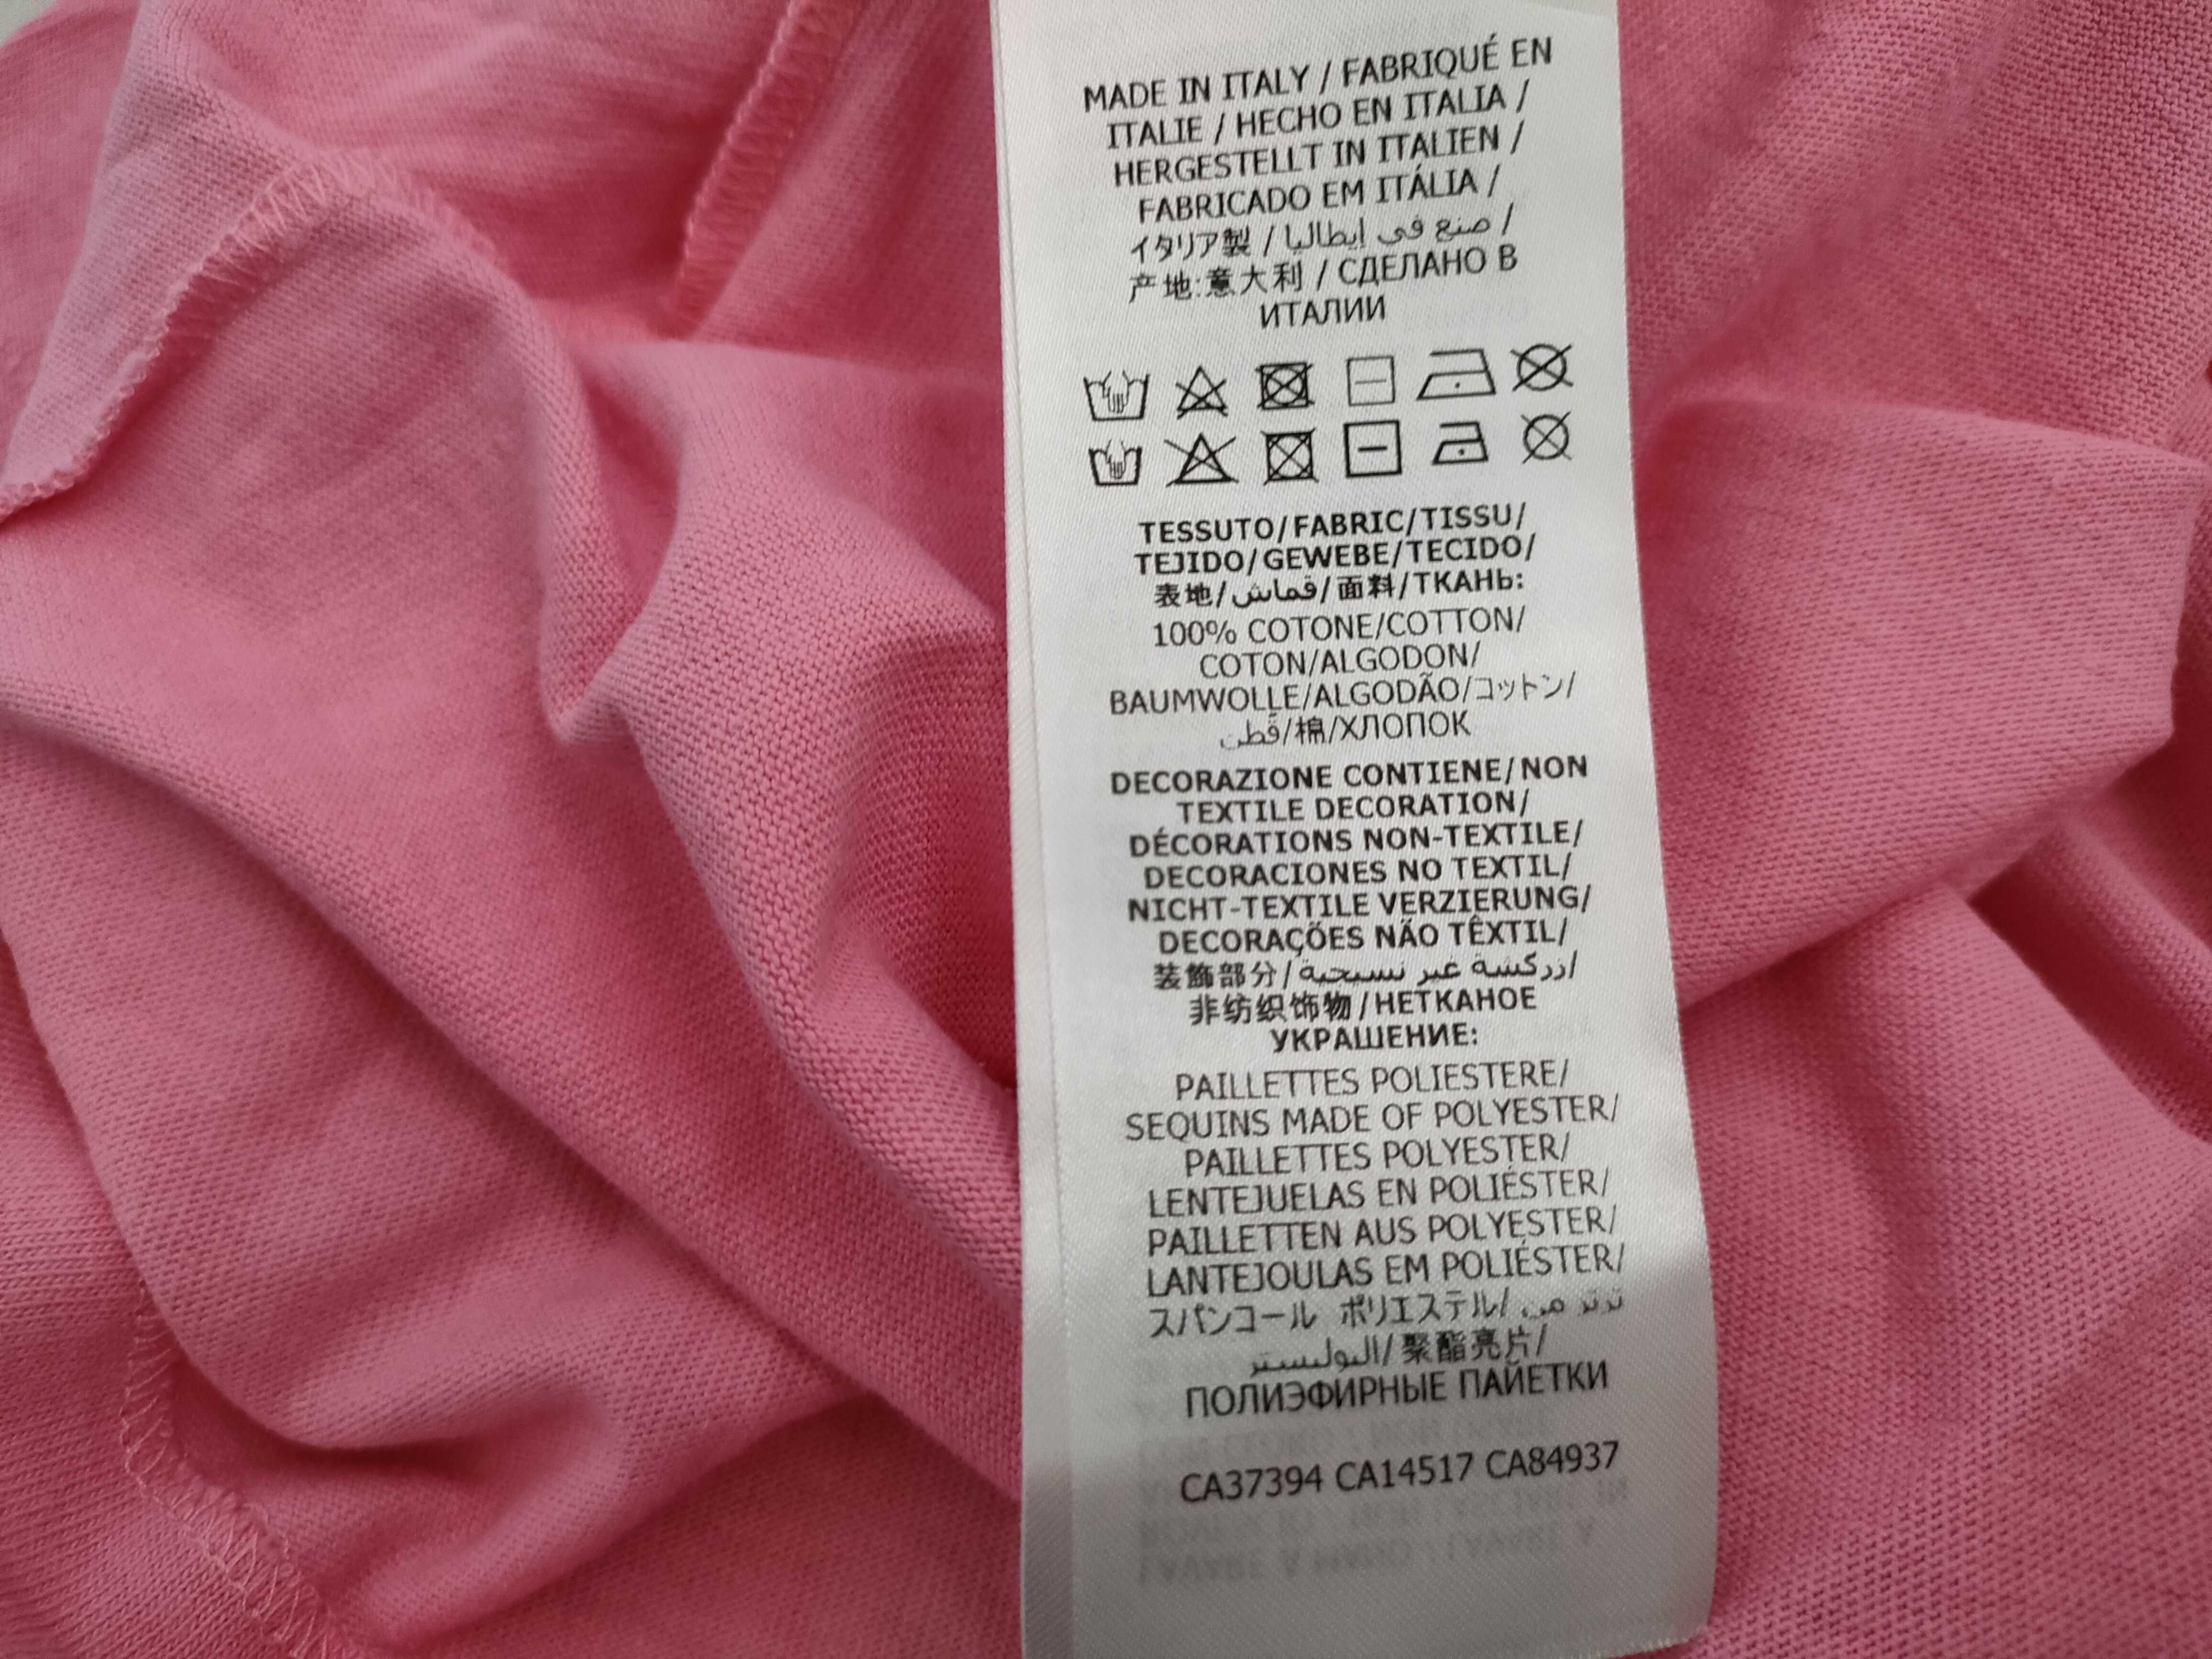 MADE IN ITALY / FABRIQUÉ EN
ITALIE / HECHO EN ITALIA /
HERGESTELLT IN ITALIEN /
FABRICADO EM ITÁLIA /
イタリア製 / صنع في إيطاليا /
产地:意大利 / СДЕЛАНО В
ИТАЛИИ
TESSUTO/FABRIC/TISSU/
TEJIDO/GEWEBE/TECIDO/
表地/قماش/面料/ТКАНЬ:
100% COTONE/COTTON/
COTON/ALGODON/
BAUMWOLLE/ALGODÃO/コットン/
قطن/棉/ХЛОПОК
DECORAZIONE CONTIENE/NON
TEXTILE DECORATION/
DÉCORATIONS NON-TEXTILE/
DECORACIONES NO TEXTIL/
NICHT-TEXTILE VERZIERUNG/
DECORAÇÕES NÃO TÊXTIL/
装飾部分/زركشة غير نسيجية/
非纺织饰物/НЕТКАНОЕ
УКРАШЕНИЕ:
PAILLETTES POLIESTERE/
SEQUINS MADE OF POLYESTER/
PAILLETTES POLYESTER/
LENTEJUELAS EN POLIÉSTER/
PAILLETTEN AUS POLYESTER/
LANTEJOULAS EM POLIÉSTER/
スパンコール ポリエステル/ترتر من
البوليستر/聚酯亮片/
ПОЛИЭФИРНЫЕ ПАЙЕТКИ
CA37394 CA14517 CA84937